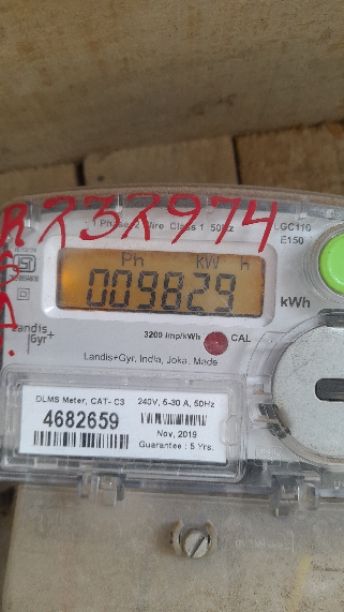 R 232974
1 Phase 2 Wire Class 1 50Hz
LGC110
E150
Ph kW h
009829
kWh
Landis+
Gyr
3200 imp/kWh CAL
Landis+Gyr, India, Joka. Made
DLMS Meter, CAT- C3 240V, 5-30 A, 50Hz
4682659
Nov, 2019
Guarantee : 5 Yrs.